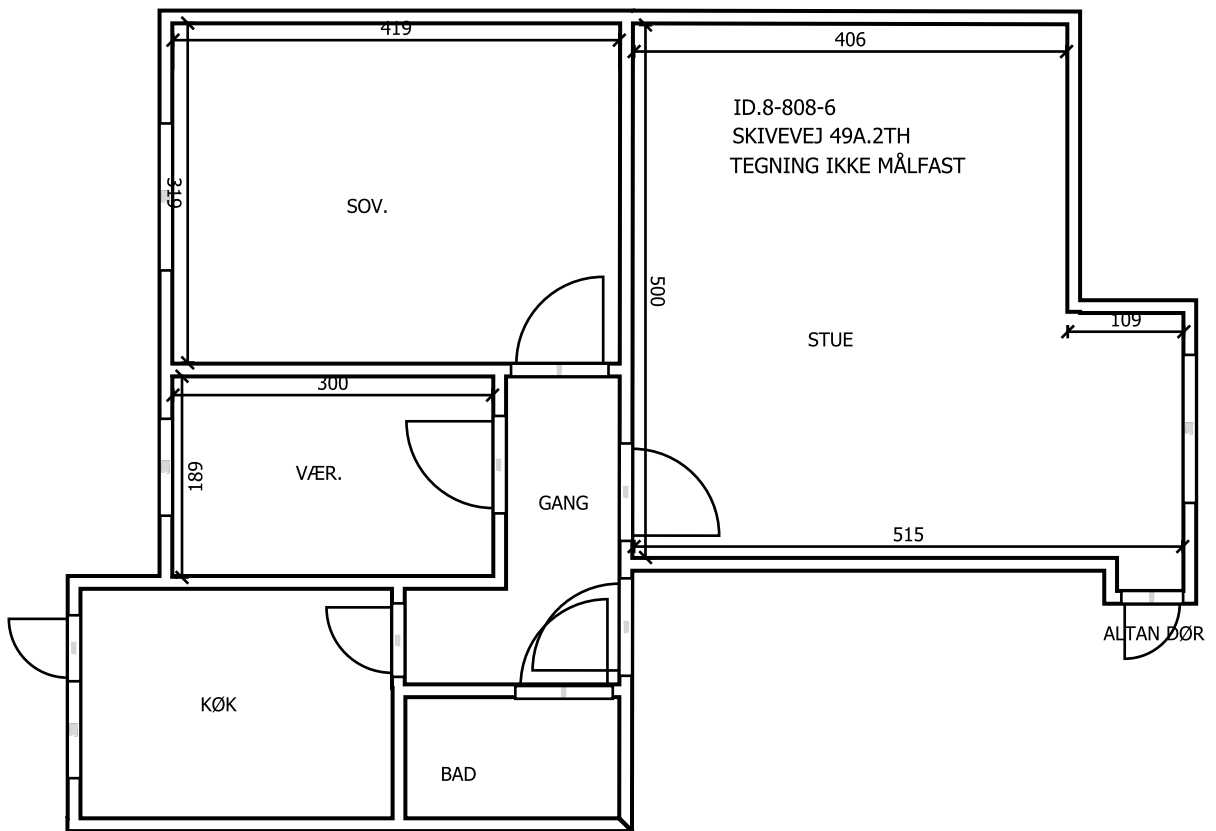 419
406
ID.8-808-6
SKIVEVEJ 49A.2TH
TEGNING IKKE MÅLFAST
319
SOV.
500
109
STUE
300
189
VÆR.
GANG
515
ALTAN DØR
KØK
BAD